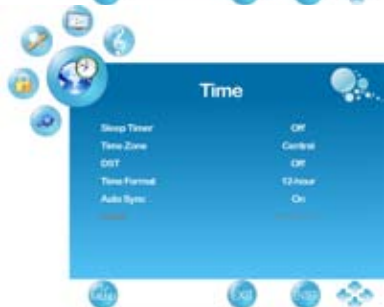 Time
Sleep Timer Off
Time Zone Central
DST Off
Time Format 12-hour
Auto Sync On
Exit